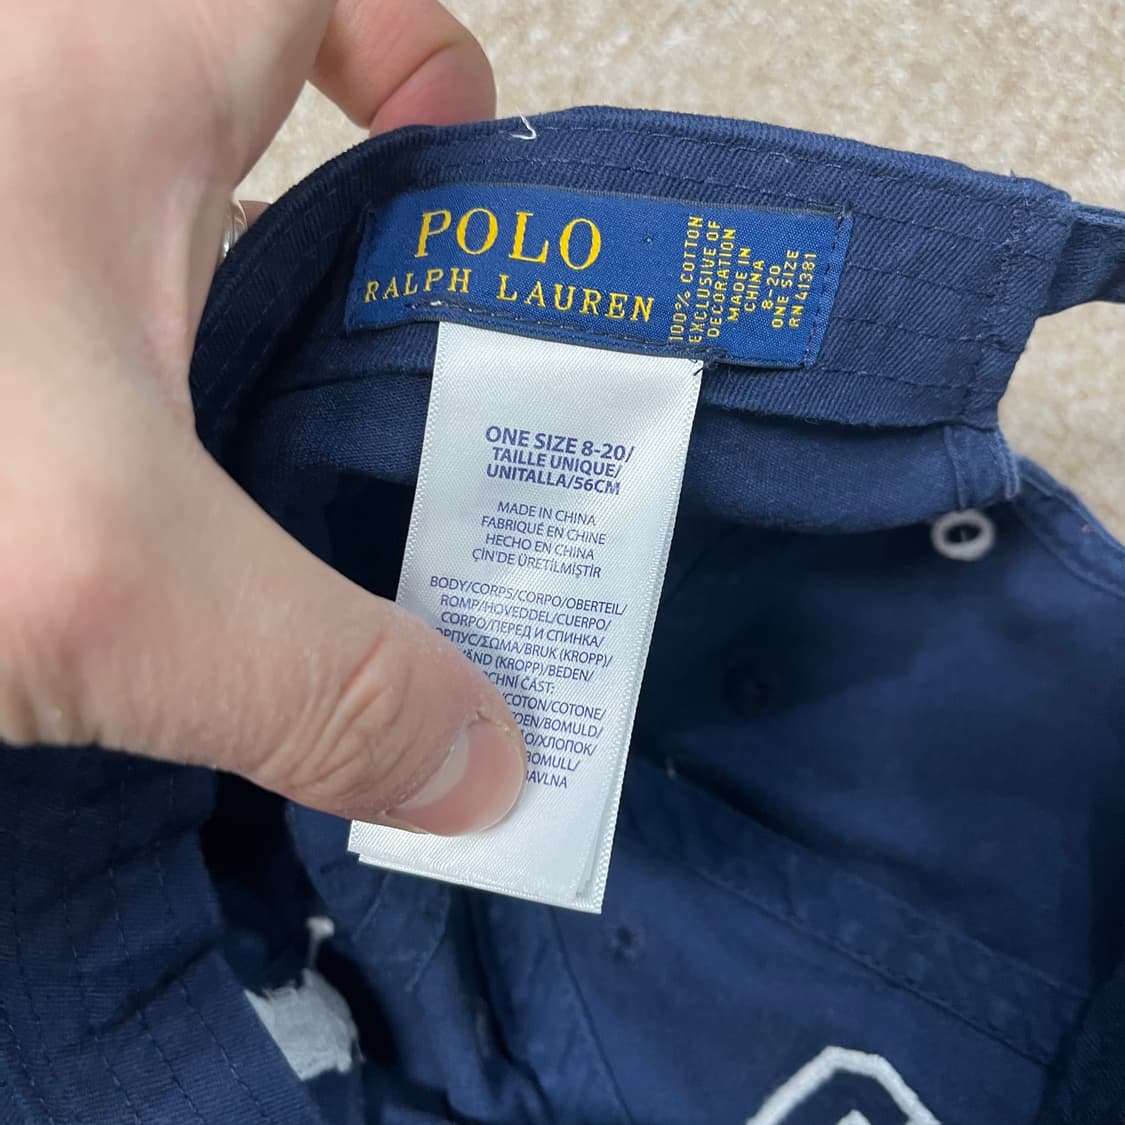 POLO
RALPH LAUREN
100% COTTON
EXCLUSIVE OF
DECORATION
MADE IN
CHINA
8-20
ONE SIZE
RN 41381
ONE SIZE 8-20/
TAILLE UNIQUE/
UNITALLA/56CM
MADE IN CHINA
FABRIQUÉ EN CHINE
HECHO EN CHINA
ÇİN'DE ÜRETİLMİŞTİR
BODY/CORPS/CORPO/OBERTEIL/
ROMP/HOVEDDEL/CUERPO/
CORPO/ПЕРЕД И СПИНКА/
ΣΩΜΑ/BRUK (KROPP)/
(KROPP)/BEDEN/
ČÁST:
COTON/COTONE/
BOMULD/
ХЛОПОК/
BOMULL/